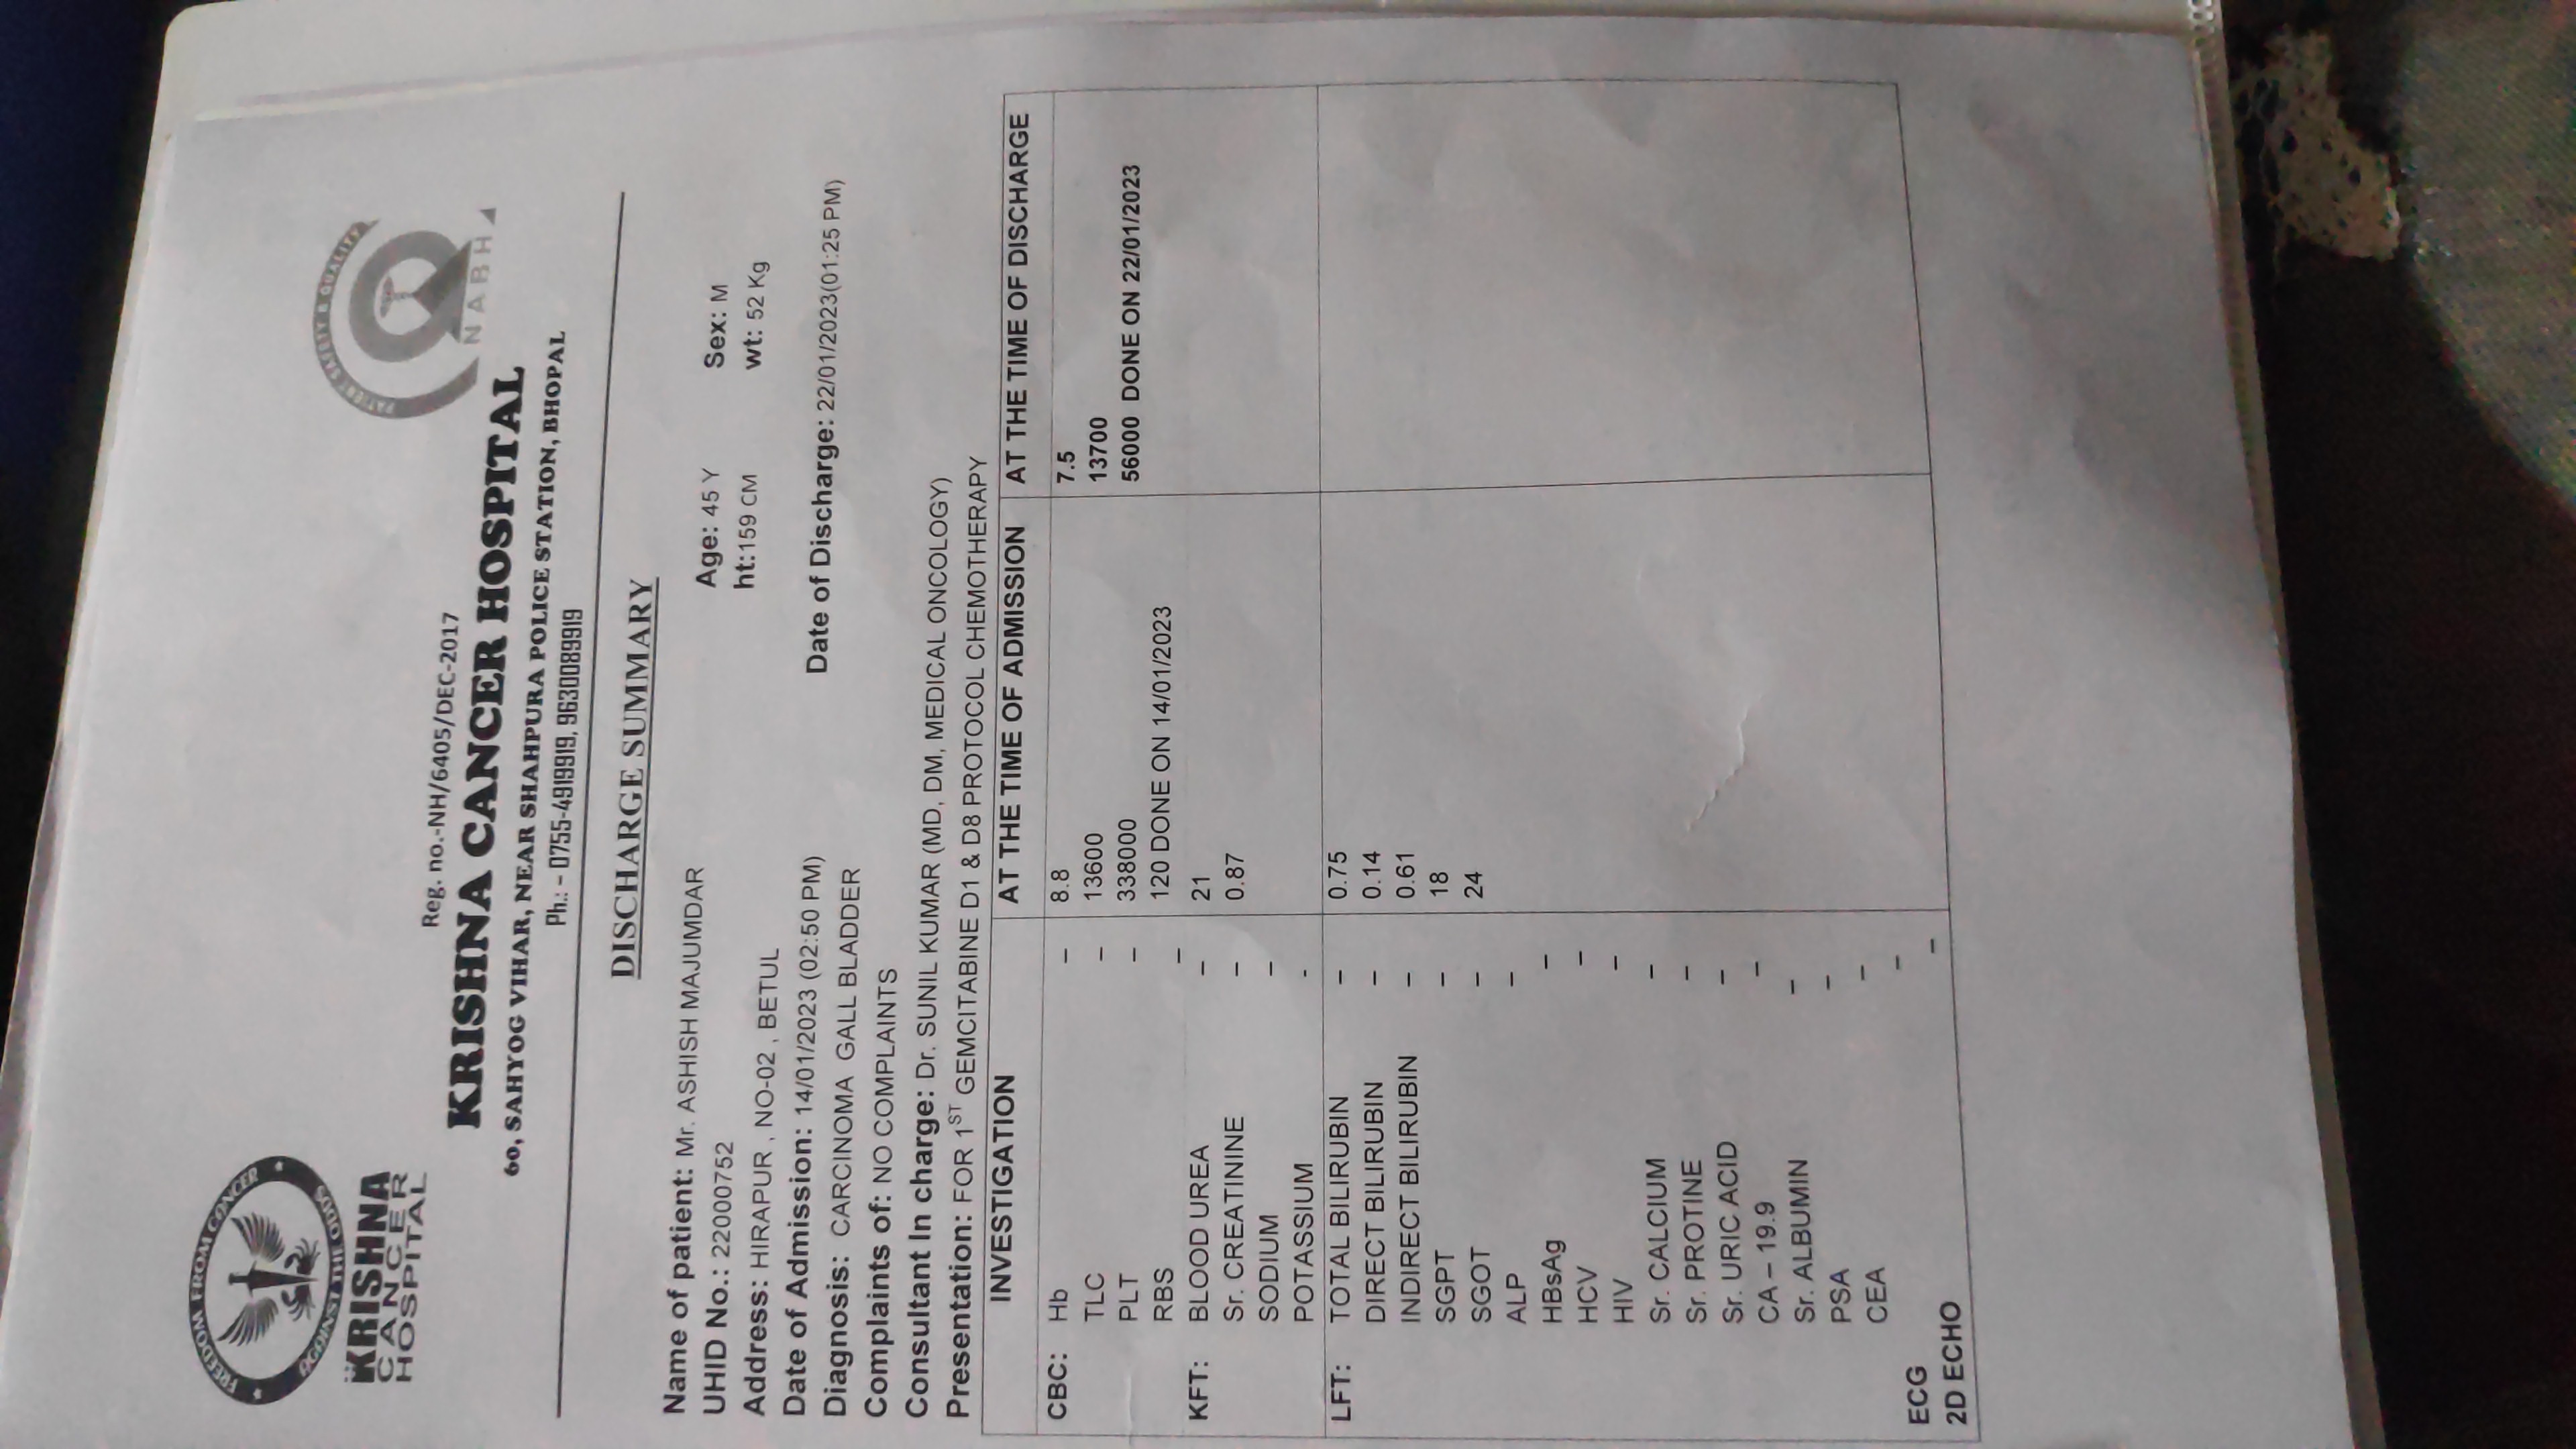 FREEDOM FROM CANCER
AGAINST THE ODDS
KRISHNA
CANCER
HOSPITAL
PATIENT SAFETY & QUALITY
NABH
Reg. no.-NH/6405/DEC-2017
KRISHNA CANCER HOSPITAL
60, SAHYOG VIHAR, NEAR SHAHPURA POLICE STATION, BHOPAL
Ph.: - 0755-4919919, 9630089919
DISCHARGE SUMMARY
Name of patient: Mr. ASHISH MAJUMDAR Age: 45 Y Sex: M
UHID No.: 22000752 ht:159 CM wt: 52 Kg
Address: HIRAPUR , NO-02 , BETUL
Date of Admission: 14/01/2023 (02:50 PM) Date of Discharge: 22/01/2023(01:25 PM)
Diagnosis: CARCINOMA GALL BLADDER
Complaints of: NO COMPLAINTS
Consultant In charge: Dr. SUNIL KUMAR (MD, DM, MEDICAL ONCOLOGY)
Presentation: FOR 1ST GEMCITABINE D1 & D8 PROTOCOL CHEMOTHERAPY
INVESTIGATION AT THE TIME OF ADMISSION AT THE TIME OF DISCHARGE
CBC: Hb – 8.8 7.5
TLC – 13600 13700
PLT – 338000 56000 DONE ON 22/01/2023
RBS – 120 DONE ON 14/01/2023
KFT: BLOOD UREA – 21
Sr. CREATININE – 0.87
SODIUM –
POTASSIUM -
LFT: TOTAL BILIRUBIN – 0.75
DIRECT BILIRUBIN – 0.14
INDIRECT BILIRUBIN – 0.61
SGPT – 18
SGOT – 24
ALP –
HBsAg –
HCV –
HIV –
Sr. CALCIUM –
Sr. PROTINE –
Sr. URIC ACID –
CA – 19.9 –
Sr. ALBUMIN –
PSA –
CEA –
ECG –
2D ECHO –